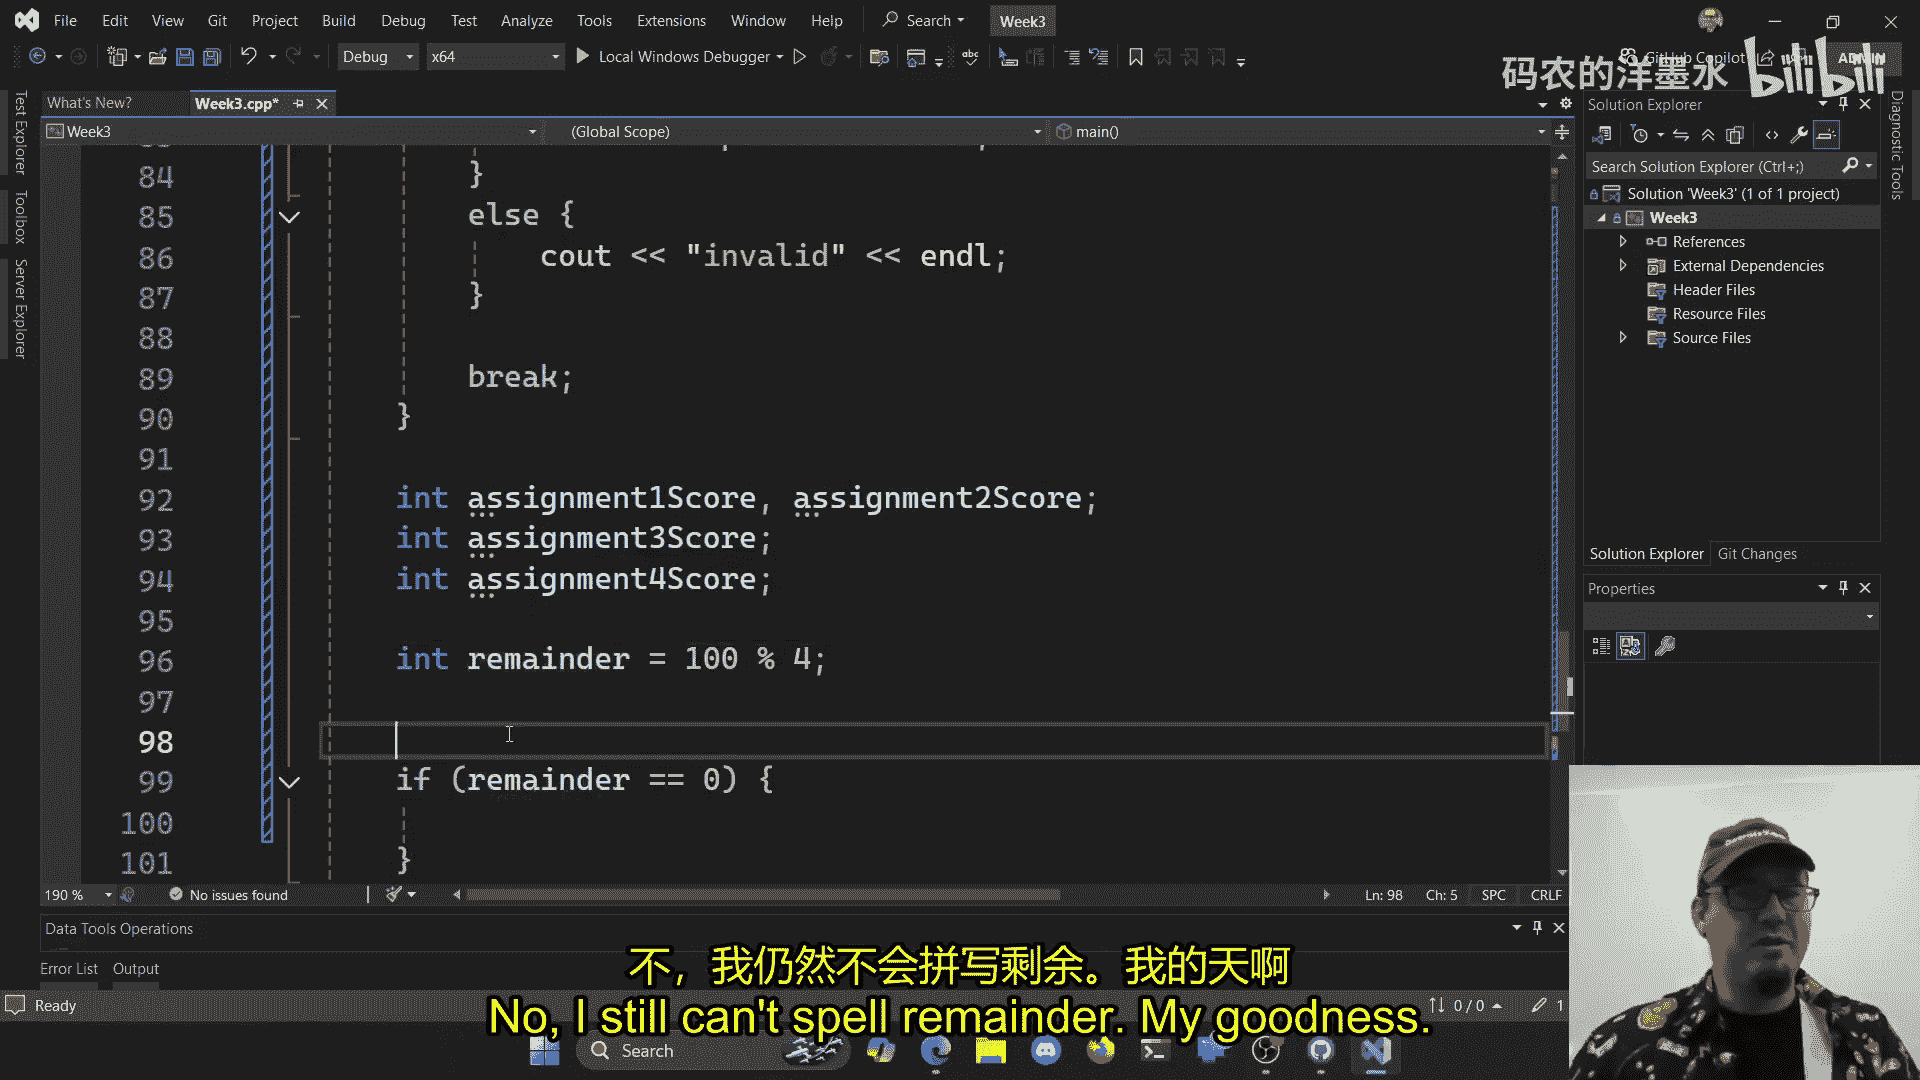 File Edit View Git Project Build Debug Test Analyze Tools Extensions Window Help Search Week3
Debug x64 Local Windows Debugger GitHub Copilot
码农的洋墨水 bilibili
What's New? Week3.cpp*
Week3 (Global Scope) main()
Test Explorer
Toolbox
Server Explorer
84 }
85 else {
86 cout << "invalid" << endl;
87 }
88
89 break;
90 }
91
92 int assignment1Score, assignment2Score;
93 int assignment3Score;
94 int assignment4Score;
95
96 int remainder = 100 % 4;
97
98
99 if (remainder == 0) {
100
101 }
190 % No issues found Ln: 98 Ch: 5 SPC CRLF
Solution Explorer
Search Solution Explorer (Ctrl+;)
Solution 'Week3' (1 of 1 project)
Week3
References
External Dependencies
Header Files
Resource Files
Source Files
Solution Explorer Git Changes
Properties
Diagnostic Tools
Data Tools Operations
Error List Output
Ready 0 / 0 1
不，我仍然不会拼写剩余。我的天啊
No, I still can't spell remainder. My goodness.
Search